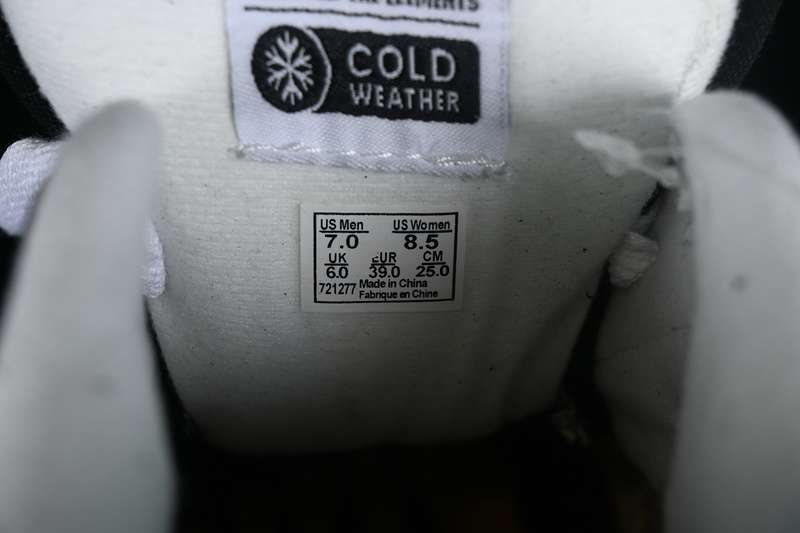 ELEMENTS
COLD
WEATHER
US Men US Women
7.0 8.5
UK EUR CM
6.0 39.0 25.0
721277 Made in China
Fabrique en Chine